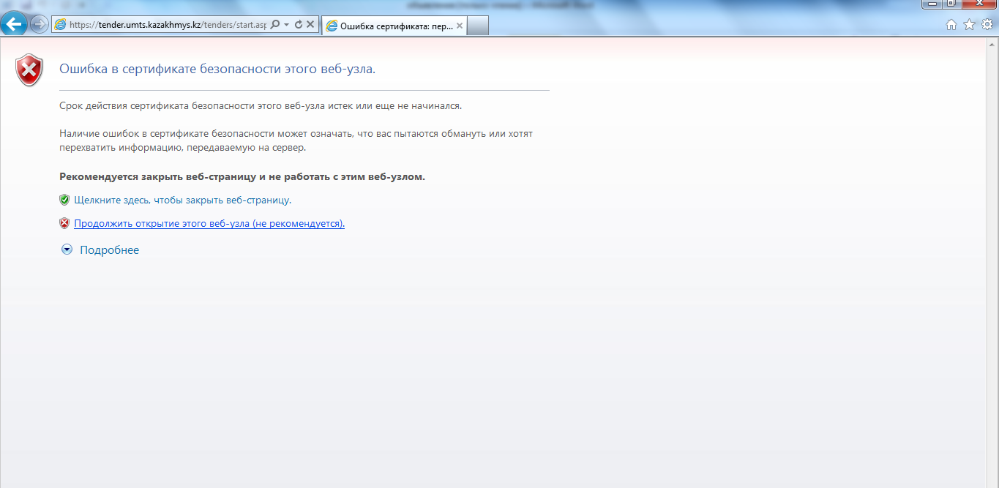 https://tender.umts.kazakhmys.kz/tenders/start.asp
Ошибка сертификата: пер...
Ошибка в сертификате безопасности этого веб-узла.
Срок действия сертификата безопасности этого веб-узла истек или еще не начинался.
Наличие ошибок в сертификате безопасности может означать, что вас пытаются обмануть или хотят
перехватить информацию, передаваемую на сервер.
Рекомендуется закрыть веб-страницу и не работать с этим веб-узлом.
Щелкните здесь, чтобы закрыть веб-страницу.
Продолжить открытие этого веб-узла (не рекомендуется).
Подробнее